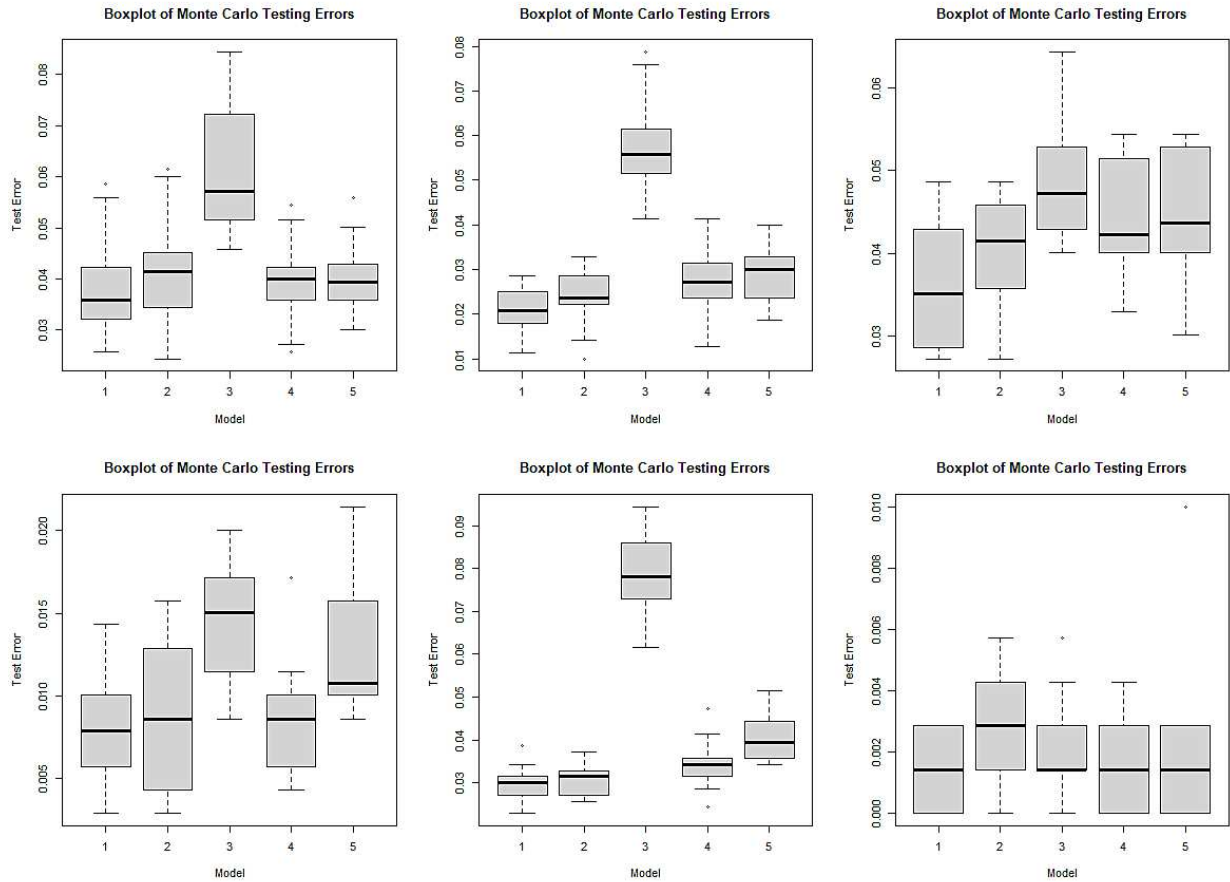 Boxplot of Monte Carlo Testing Errors
Test Error
0.08
0.07
0.06
0.05
0.04
0.03
1 2 3 4 5
Model
Boxplot of Monte Carlo Testing Errors
Test Error
0.08
0.07
0.06
0.05
0.04
0.03
0.02
0.01
1 2 3 4 5
Model
Boxplot of Monte Carlo Testing Errors
Test Error
0.06
0.05
0.04
0.03
1 2 3 4 5
Model
Boxplot of Monte Carlo Testing Errors
Test Error
0.020
0.015
0.010
0.005
1 2 3 4 5
Model
Boxplot of Monte Carlo Testing Errors
Test Error
0.09
0.08
0.07
0.06
0.05
0.04
0.03
1 2 3 4 5
Model
Boxplot of Monte Carlo Testing Errors
Test Error
0.010
0.008
0.006
0.004
0.002
0.000
1 2 3 4 5
Model